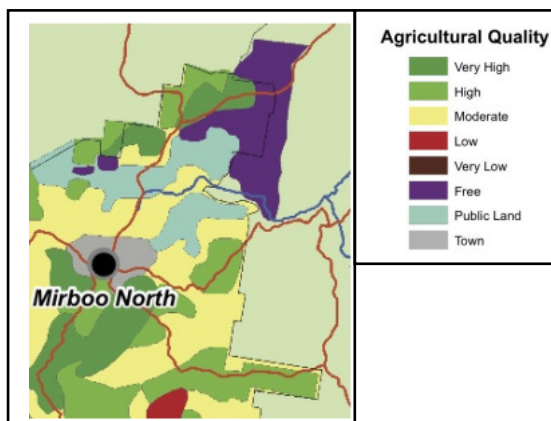 Agricultural Quality
Very High
High
Moderate
Low
Very Low
Free
Public Land
Town
Mirboo North